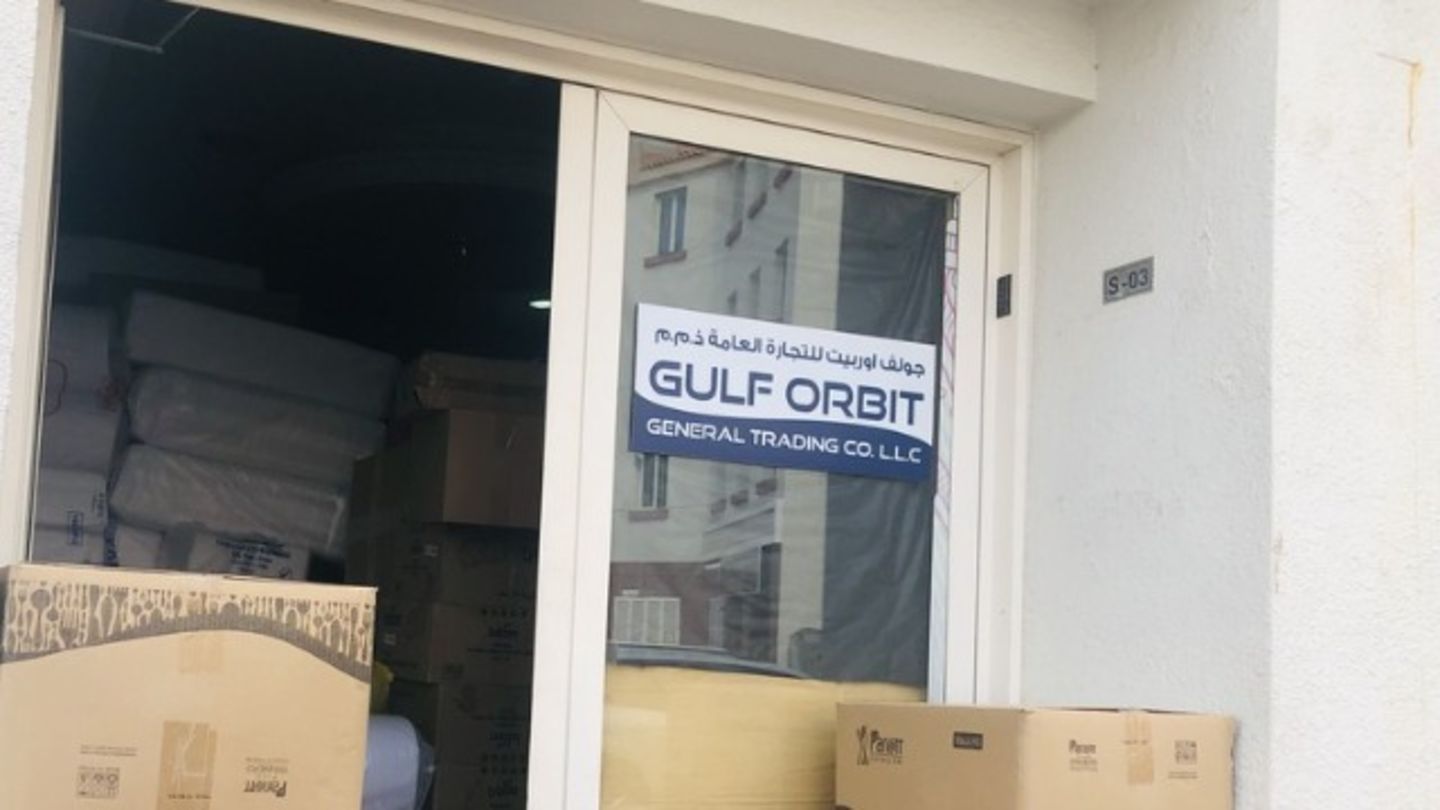 جولف اوربيت للتجارة العامة ذ.م.م
GULF ORBIT
GENERAL TRADING CO. L.L.C
S-03